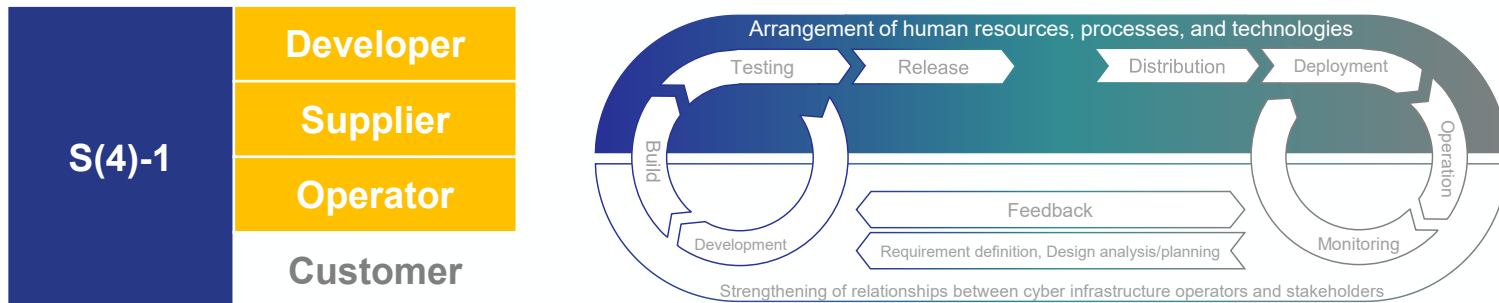 S(4)-1
Developer
Supplier
Operator
Customer
Arrangement of human resources, processes, and technologies
Testing
Release
Distribution
Deployment
Build
Operation
Feedback
Development
Requirement definition, Design analysis/planning
Monitoring
Strengthening of relationships between cyber infrastructure operators and stakeholders